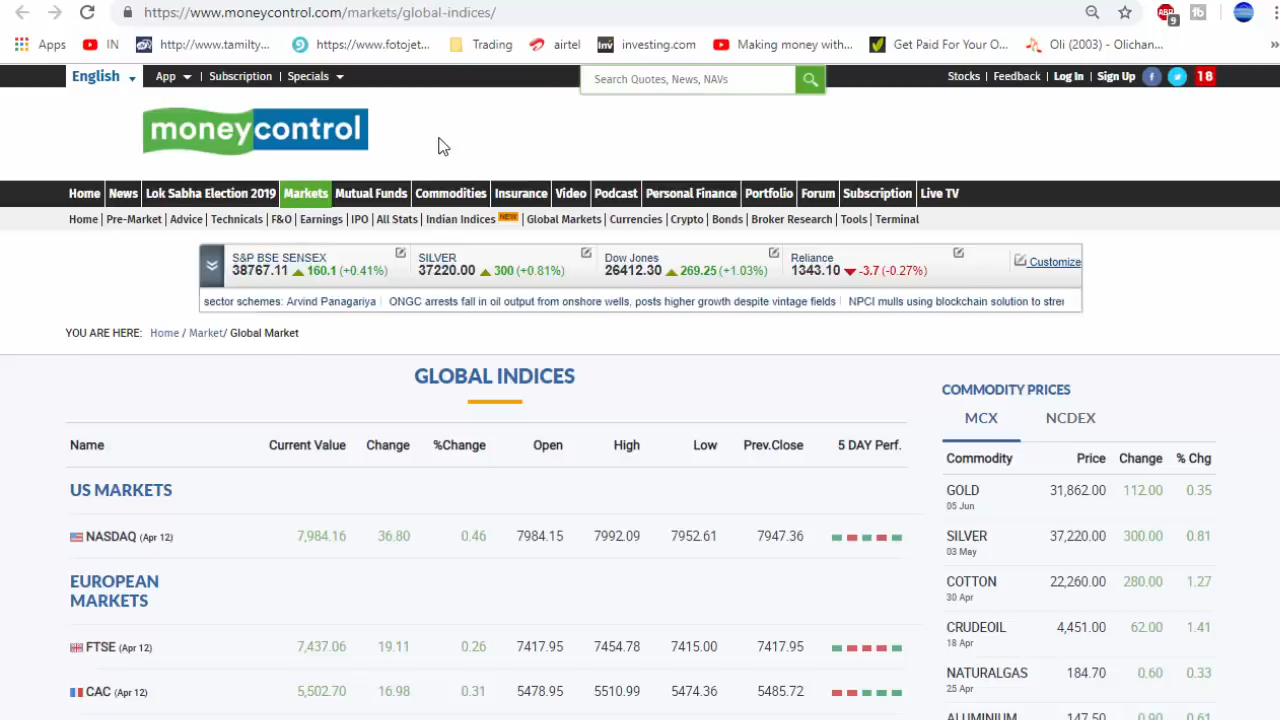 https://www.moneycontrol.com/markets/global-indices/
ABP 9
Apps IN http://www.tamilty... https://www.fotojet... Trading airtel Inv investing.com Making money with... Get Paid For Your O... Oli (2003) - Olichan... »
English App Subscription Specials Search Quotes, News, NAVs Stocks | Feedback | Log In | Sign Up f 18
moneycontrol
Home News Lok Sabha Election 2019 Markets Mutual Funds Commodities Insurance Video Podcast Personal Finance Portfolio Forum Subscription Live TV
Home | Pre-Market | Advice | Technicals | F&O | Earnings | IPO | All Stats | Indian Indices NEW | Global Markets | Currencies | Crypto | Bonds | Broker Research | Tools | Terminal
S&P BSE SENSEX SILVER Dow Jones Reliance
38767.11 160.1 (+0.41%) 37220.00 300 (+0.81%) 26412.30 269.25 (+1.03%) 1343.10 -3.7 (-0.27%) Customize
sector schemes: Arvind Panagariya | ONGC arrests fall in oil output from onshore wells, posts higher growth despite vintage fields | NPCI mulls using blockchain solution to strer
YOU ARE HERE: Home / Market/ Global Market
GLOBAL INDICES
Name Current Value Change %Change Open High Low Prev.Close 5 DAY Perf.
US MARKETS
NASDAQ (Apr 12) 7,984.16 36.80 0.46 7984.15 7992.09 7952.61 7947.36
EUROPEAN
MARKETS
FTSE (Apr 12) 7,437.06 19.11 0.26 7417.95 7454.78 7415.00 7417.95
CAC (Apr 12) 5,502.70 16.98 0.31 5478.95 5510.99 5474.36 5485.72
COMMODITY PRICES
MCX NCDEX
Commodity Price Change % Chg
GOLD 31,862.00 112.00 0.35
05 Jun
SILVER 37,220.00 300.00 0.81
03 May
COTTON 22,260.00 280.00 1.27
30 Apr
CRUDEOIL 4,451.00 62.00 1.41
18 Apr
NATURALGAS 184.70 0.60 0.33
25 Apr
ALUMINIUM 147.50 0.90 0.61